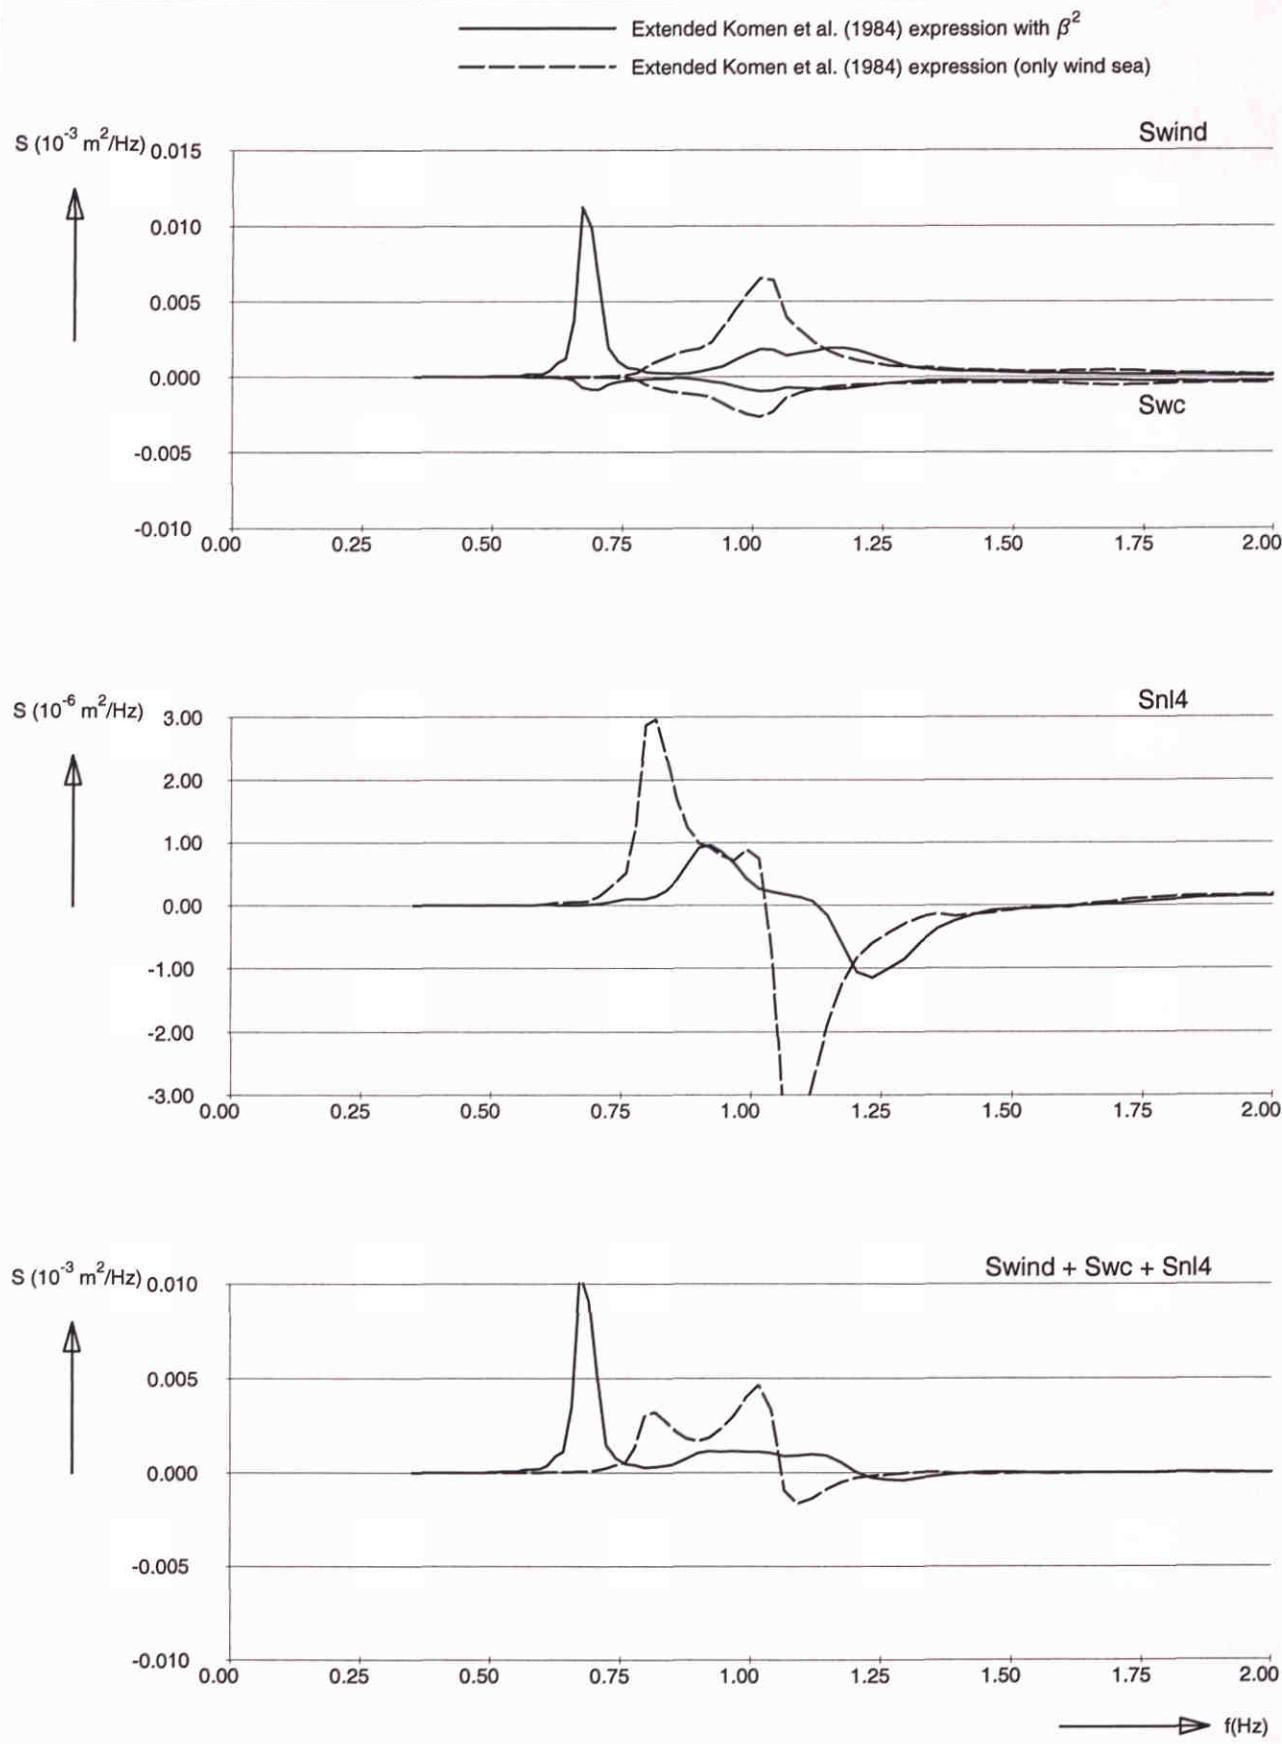 Extended Komen et al. (1984) expression with β²
Extended Komen et al. (1984) expression (only wind sea)
S (10⁻³ m²/Hz)
Swind
0.015
0.010
0.005
0.000
Swc
-0.005
-0.010
0.00 0.25 0.50 0.75 1.00 1.25 1.50 1.75 2.00
S (10⁻⁶ m²/Hz)
Snl4
3.00
2.00
1.00
0.00
-1.00
-2.00
-3.00
0.00 0.25 0.50 0.75 1.00 1.25 1.50 1.75 2.00
S (10⁻³ m²/Hz)
Swind + Swc + Snl4
0.010
0.005
0.000
-0.005
-0.010
0.00 0.25 0.50 0.75 1.00 1.25 1.50 1.75 2.00
f(Hz)